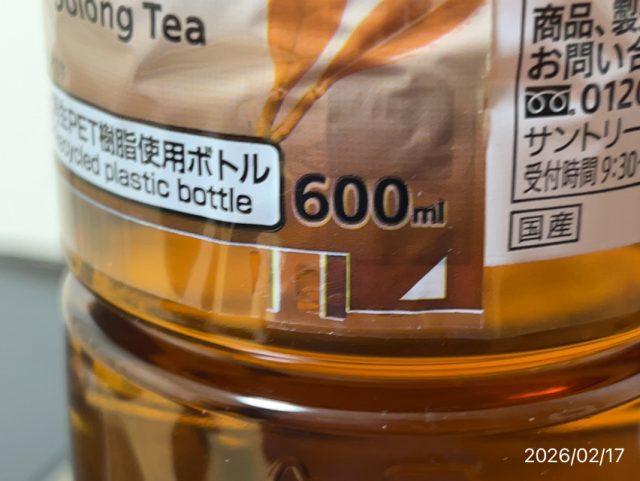 Oolong Tea
生PET樹脂使用ボトル
recycled plastic bottle
600ml
商品、製
お問い合
0120
サントリー
受付時間 9:30-
国産
2026/02/17